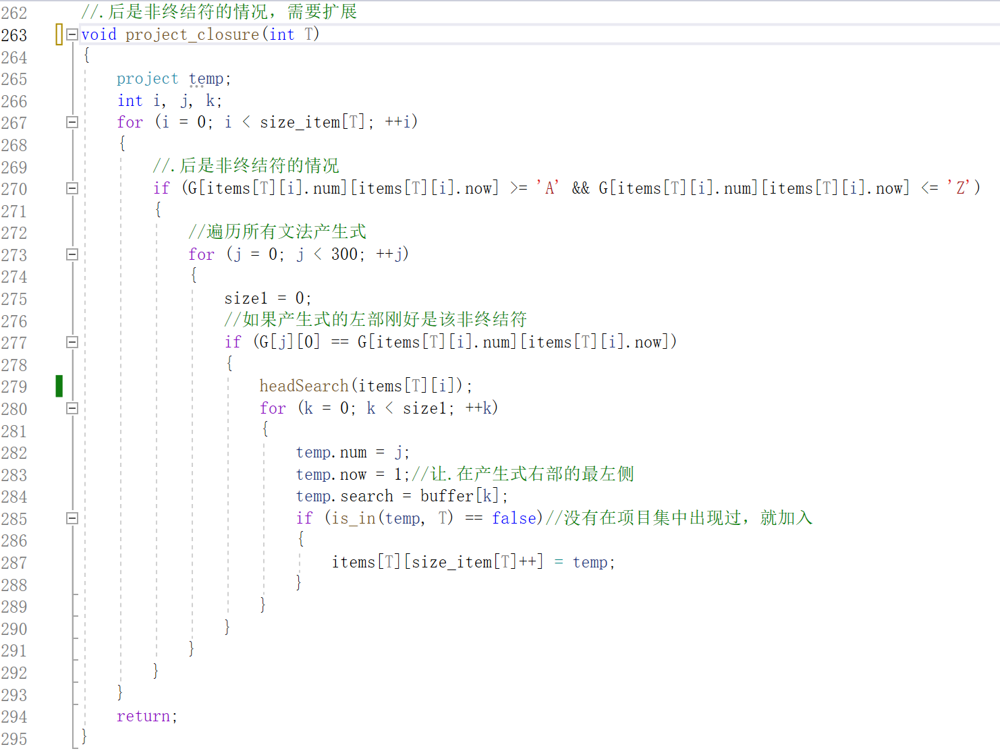 262 //.后是非终结符的情况，需要扩展
263 void project_closure(int T)
264 {
265 project temp;
266 int i, j, k;
267 for (i = 0; i < size_item[T]; ++i)
268 {
269 //.后是非终结符的情况
270 if (G[items[T][i].num][items[T][i].now] >= 'A' && G[items[T][i].num][items[T][i].now] <= 'Z')
271 {
272 //遍历所有文法产生式
273 for (j = 0; j < 300; ++j)
274 {
275 size1 = 0;
276 //如果产生式的左部刚好是该非终结符
277 if (G[j][0] == G[items[T][i].num][items[T][i].now])
278 {
279 headSearch(items[T][i]);
280 for (k = 0; k < size1; ++k)
281 {
282 temp.num = j;
283 temp.now = 1;//让.在产生式右部的最左侧
284 temp.search = buffer[k];
285 if (is_in(temp, T) == false)//没有在项目集中出现过，就加入
286 {
287 items[T][size_item[T]++] = temp;
288 }
289 }
290 }
291 }
292 }
293 }
294 return;
295 }